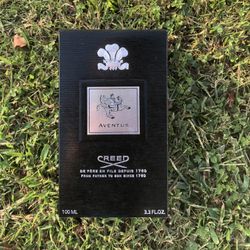 AVENTUS
CREED
DE PÈRE EN FILS DEPUIS 1760
FROM FATHER TO SON SINCE 1760
100 ML 3.3 FL.OZ.